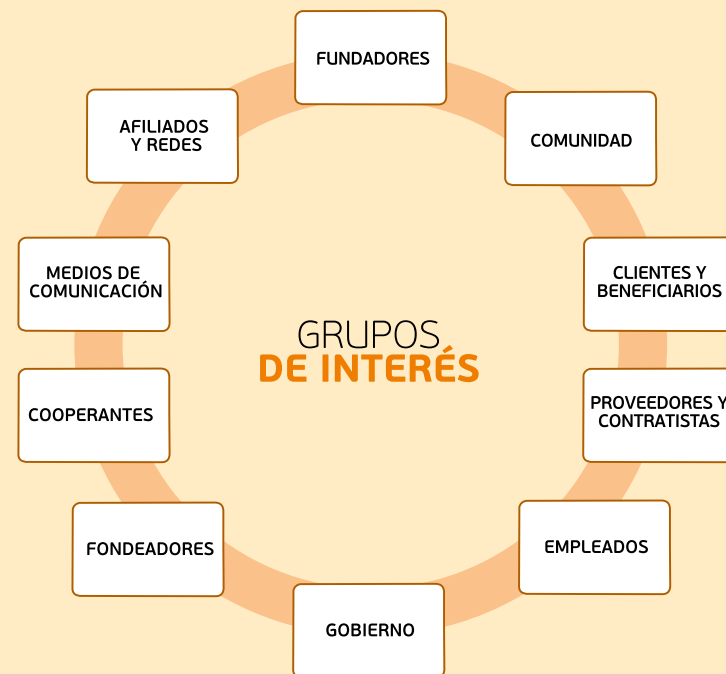 FUNDADORES
AFILIADOS
Y REDES
COMUNIDAD
MEDIOS DE
COMUNICACIÓN
CLIENTES Y
BENEFICIARIOS
GRUPOS
DE INTERÉS
COOPERANTES
PROVEEDORES Y
CONTRATISTAS
FONDEADORES
EMPLEADOS
GOBIERNO